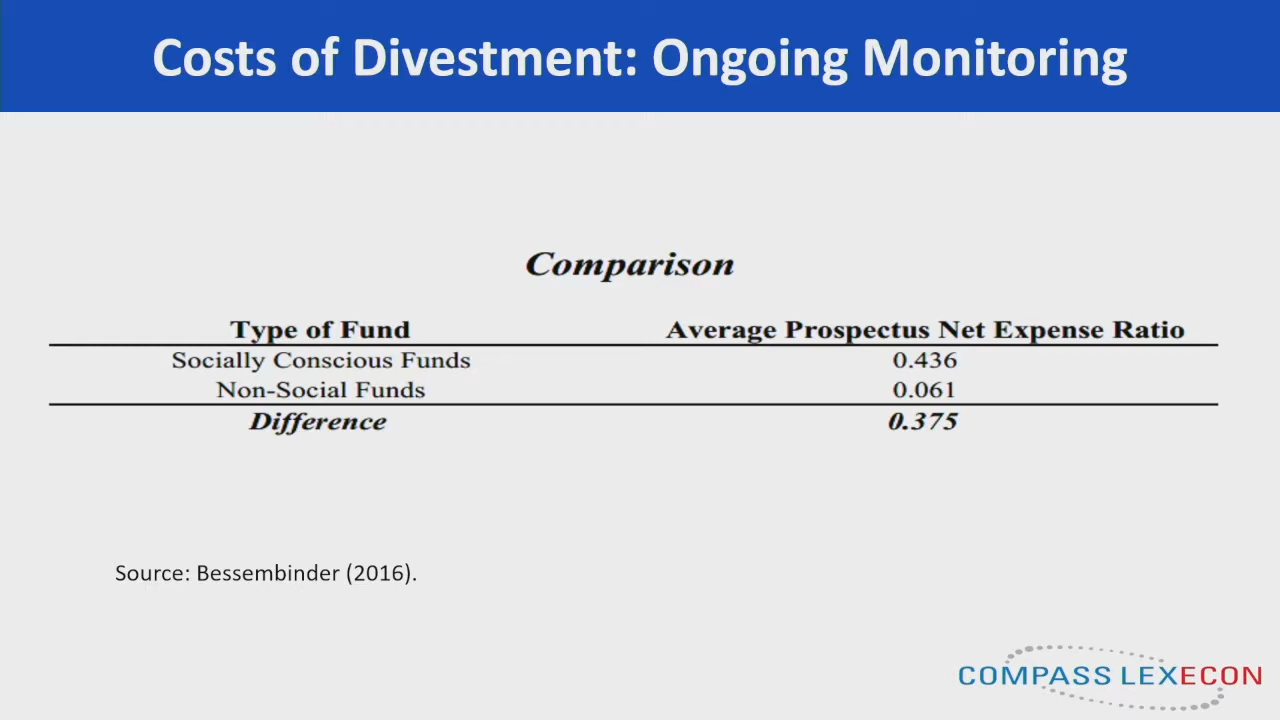 Costs of Divestment: Ongoing Monitoring
Comparison
Type of Fund Average Prospectus Net Expense Ratio
Socially Conscious Funds 0.436
Non-Social Funds 0.061
Difference 0.375
Source: Bessembinder (2016).
COMPASS LEXECON